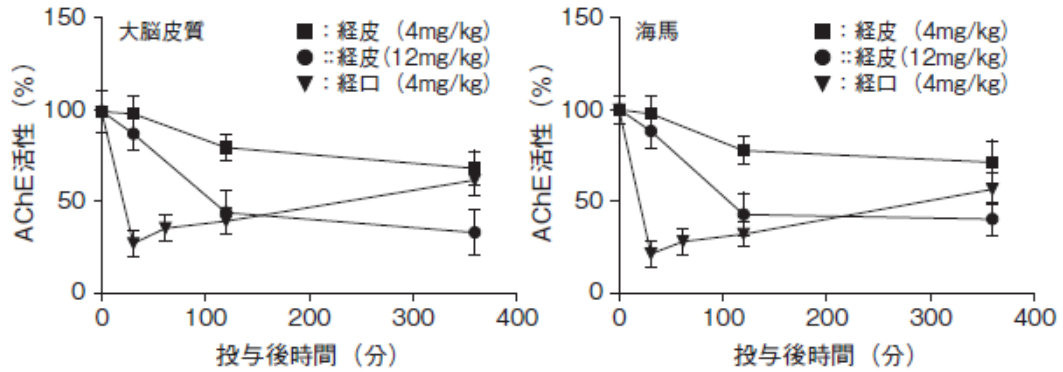 大脳皮質
■：経皮（4mg/kg）
●：：経皮（12mg/kg）
▼：経口（4mg/kg）
AChE活性（%）
150
100
50
0
0 100 200 300 400
投与後時間（分）
海馬
■：経皮（4mg/kg）
●：：経皮（12mg/kg）
▼：経口（4mg/kg）
AChE活性（%）
150
100
50
0
0 100 200 300 400
投与後時間（分）